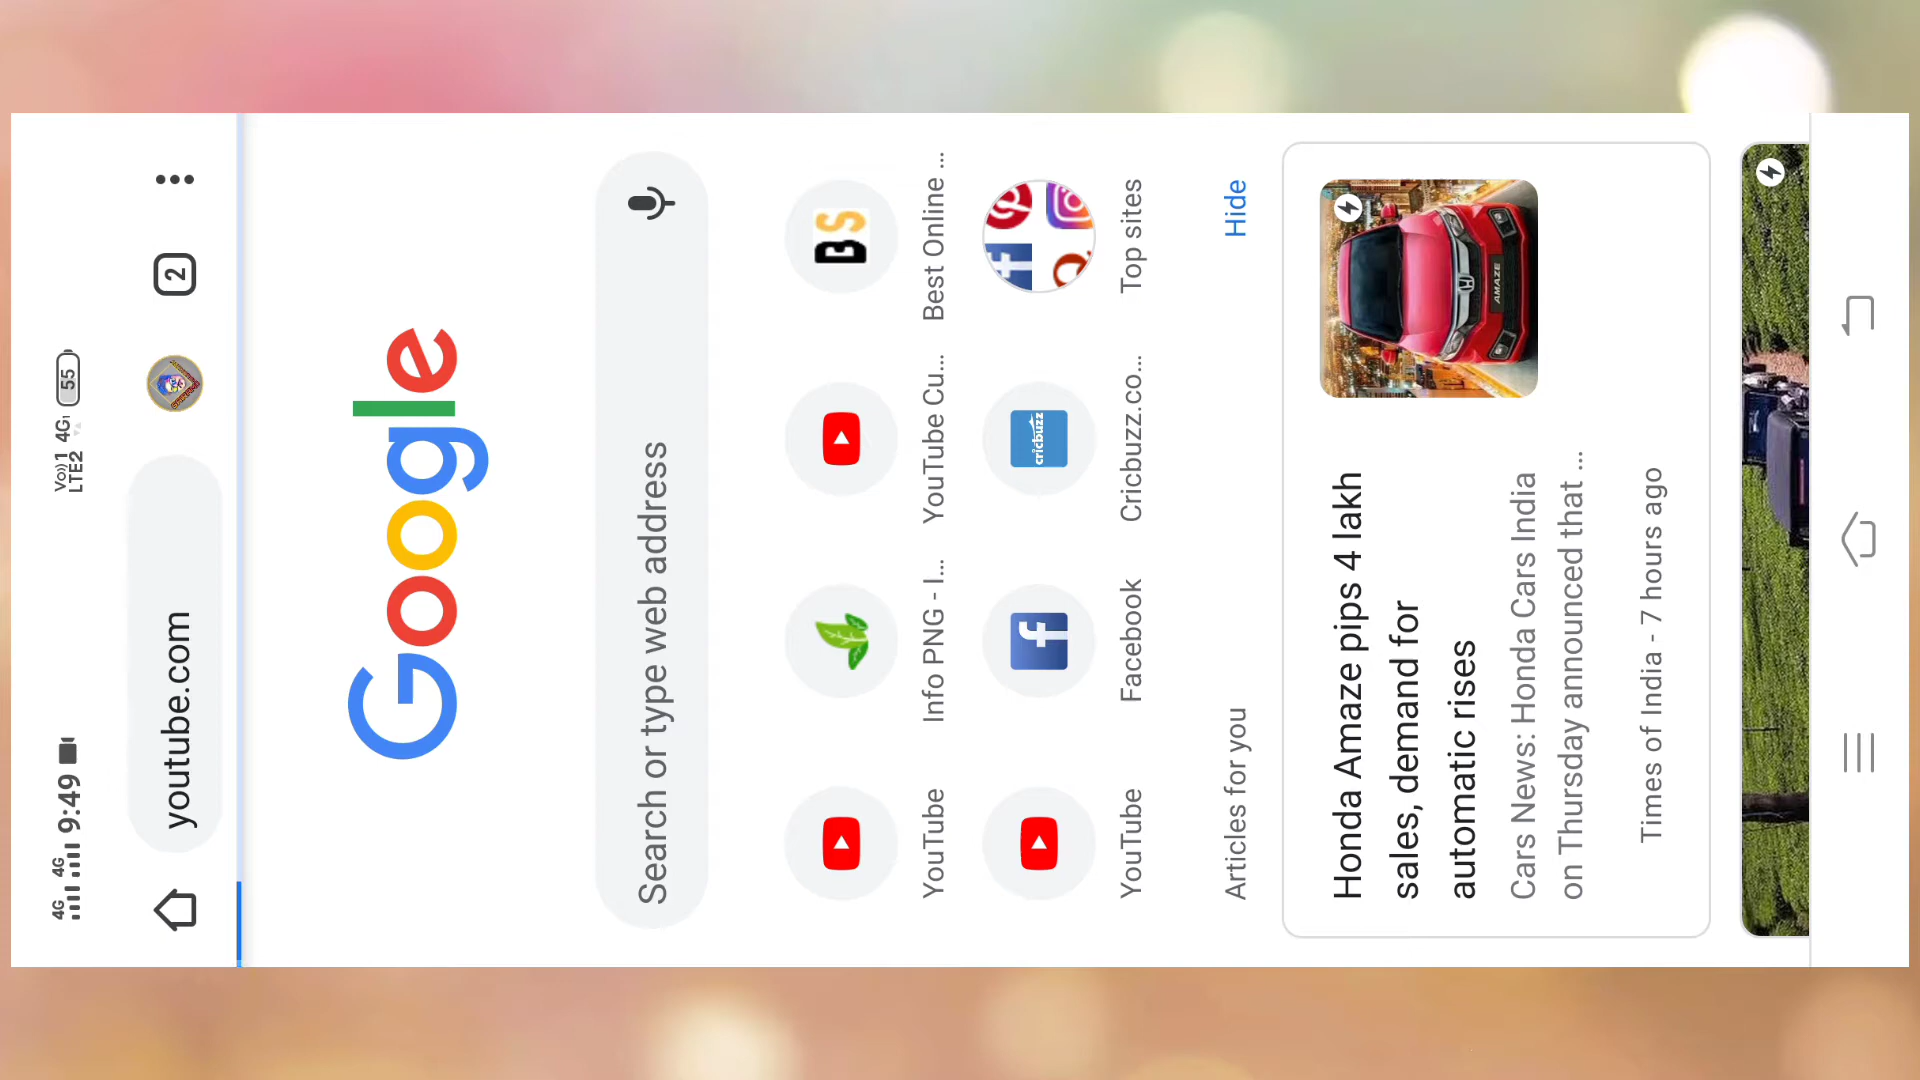 9:49
Vo)) 1 4G
LTE2
55
4G 4G
youtube.com
2
Google
Search or type web address
YouTube
Info PNG - I...
YouTube Cu...
Best Online ...
BS
YouTube
Facebook
cricbuzz
Cricbuzz.co...
Top sites
Articles for you
Hide
Honda Amaze pips 4 lakh
sales, demand for
automatic rises
Cars News: Honda Cars India
on Thursday announced that ...
Times of India - 7 hours ago
AMAZE